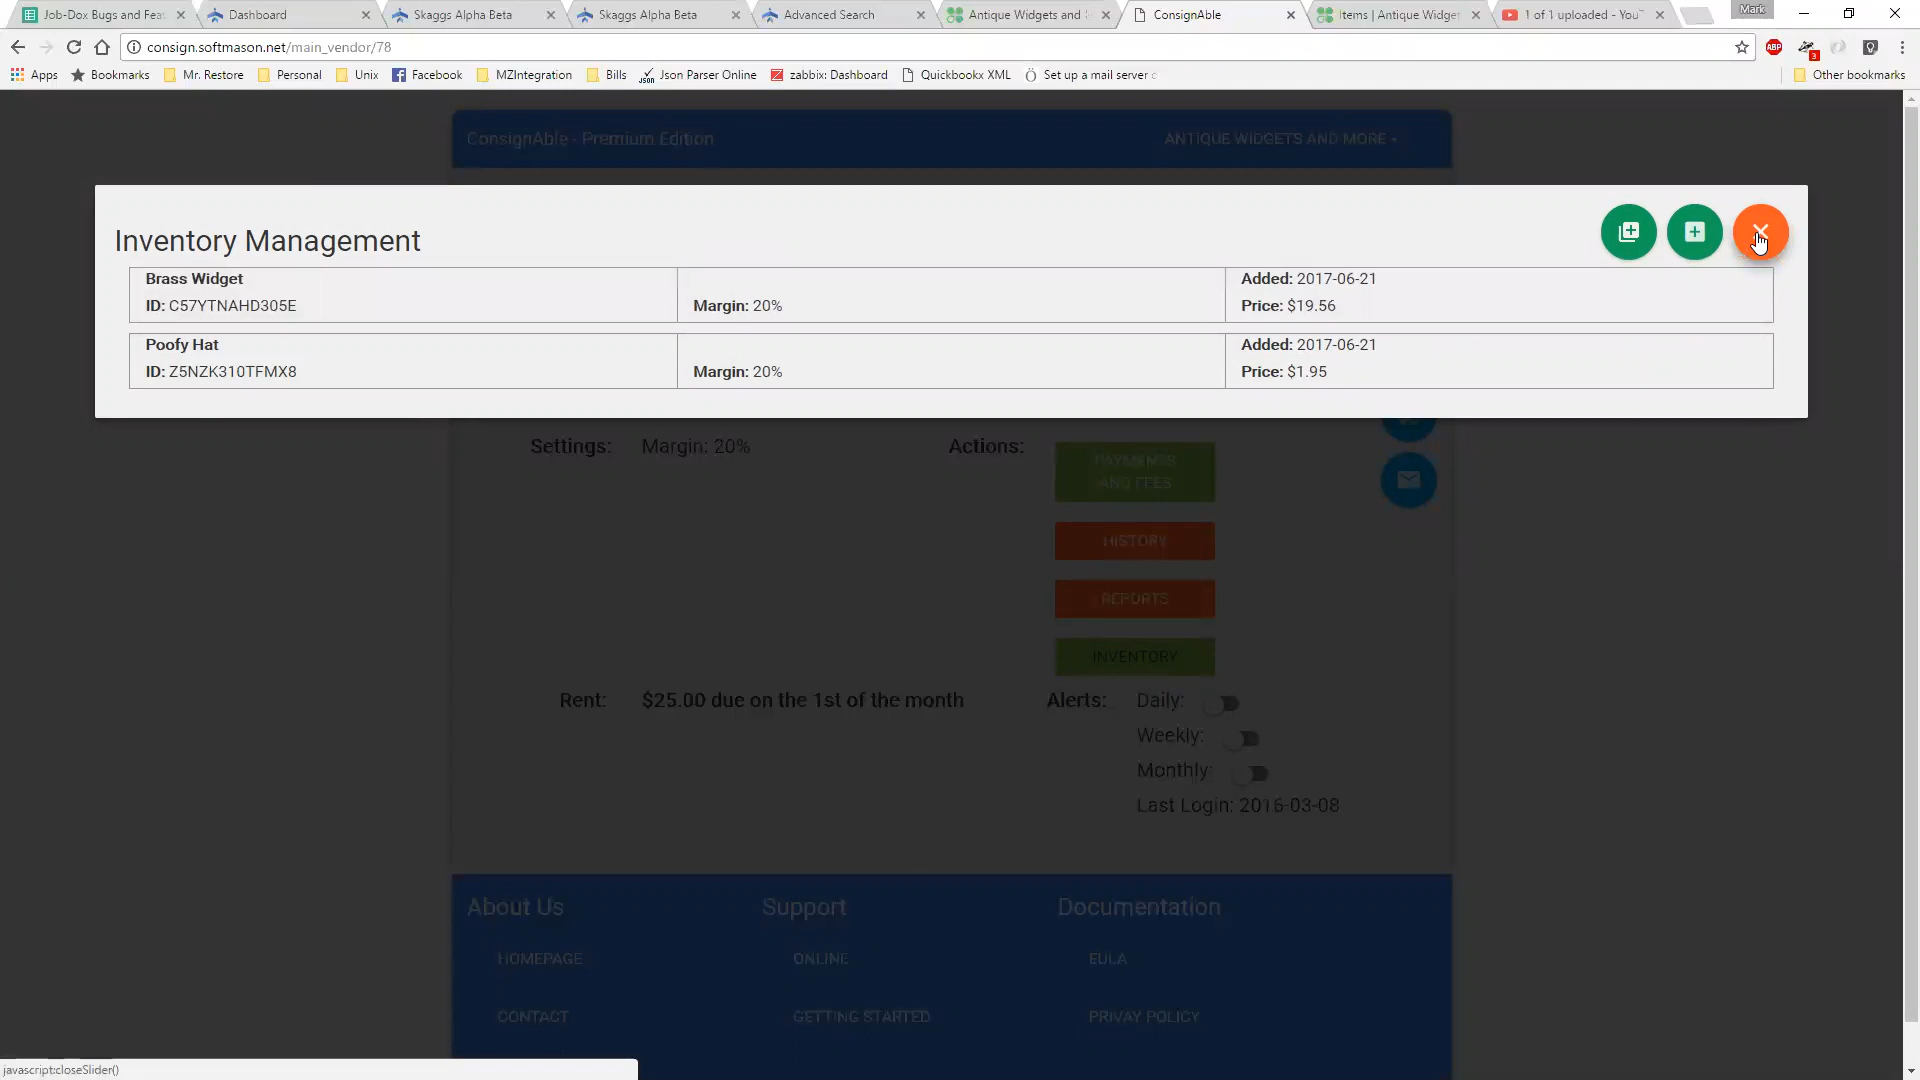 Job-Dox Bugs and Feat
Dashboard
Skaggs Alpha Beta
Skaggs Alpha Beta
Advanced Search
Antique Widgets and
ConsignAble
Items | Antique Widget
1 of 1 uploaded - YouT
Mark
consign.softmason.net/main_vendor/78
ABP
3
Apps
Bookmarks
Mr. Restore
Personal
Unix
Facebook
MZIntegration
Bills
Json Parser Online
zabbix: Dashboard
Quickbookx XML
Set up a mail server
Other bookmarks
ConsignAble - Premium Edition
ANTIQUE WIDGETS AND MORE
Inventory Management
Brass Widget
ID: C57YTNAHD305E
Margin: 20%
Added: 2017-06-21
Price: $19.56
Poofy Hat
ID: Z5NZK310TFMX8
Margin: 20%
Added: 2017-06-21
Price: $1.95
Settings:
Margin: 20%
Actions:
PAYMENTS
AND FEES
HISTORY
REPORTS
INVENTORY
Rent:
$25.00 due on the 1st of the month
Alerts:
Daily:
Weekly:
Monthly:
Last Login: 2016-03-08
About Us
Support
Documentation
HOMEPAGE
ONLINE
EULA
CONTACT
GETTING STARTED
PRIVAY POLICY
javascript:closeSlider()